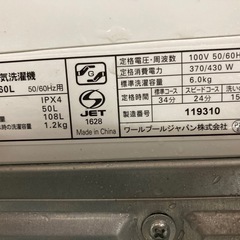 気洗濯機
60L 50/60Hz用
IPX4
50L
108L
1.2kg
G
S
JET
1628
Made in China
定格電圧・周波数 100V 50/60H
定格消費電力 370/430 W
標準洗濯容量 6.0kg
標準コース スピードコース
34分 24分 15
製造番号 119310
ワールプールジャパン株式会社